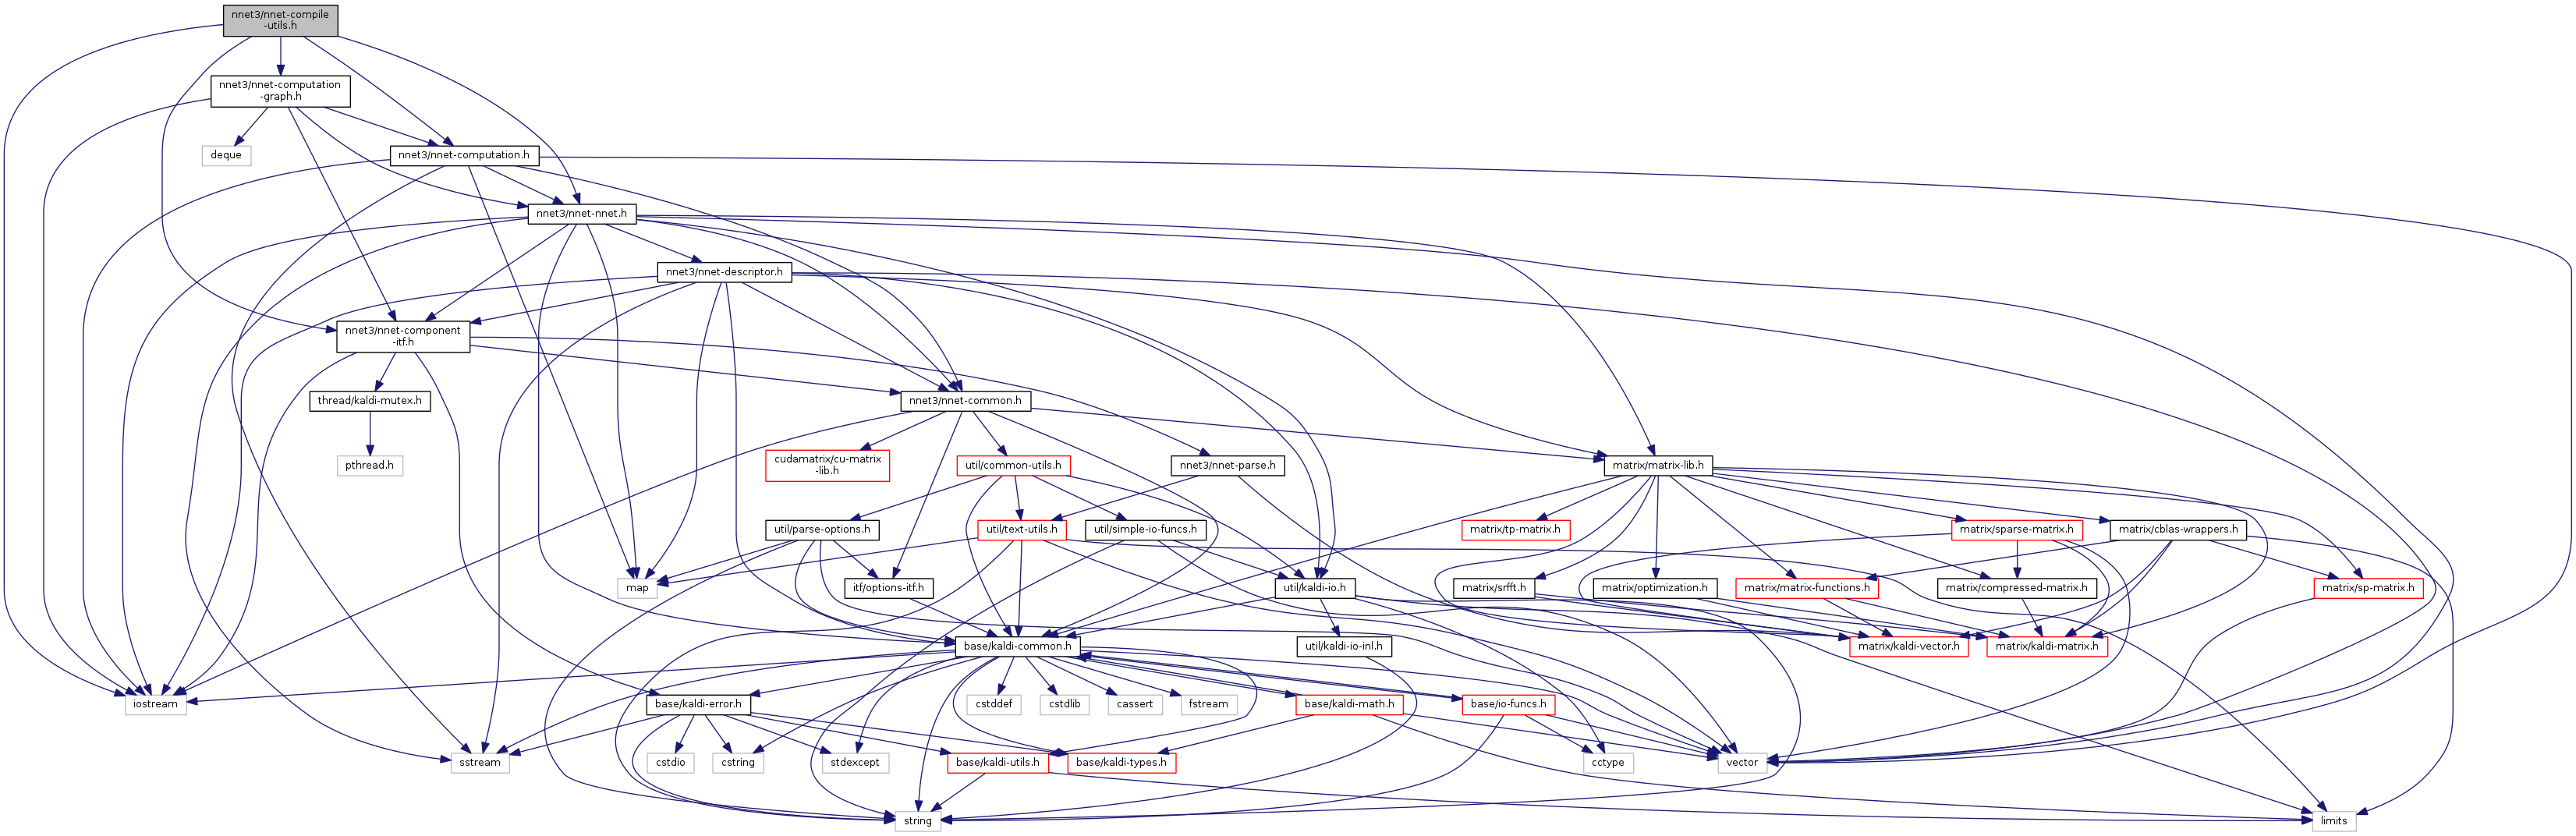 nnet3/nnet-compile
-utils.h
nnet3/nnet-computation
-graph.h
deque
nnet3/nnet-computation.h
nnet3/nnet-nnet.h
nnet3/nnet-descriptor.h
nnet3/nnet-component
-itf.h
thread/kaldi-mutex.h
nnet3/nnet-common.h
pthread.h
cudamatrix/cu-matrix
-lib.h
util/common-utils.h
nnet3/nnet-parse.h
matrix/matrix-lib.h
util/parse-options.h
util/text-utils.h
util/simple-io-funcs.h
matrix/tp-matrix.h
matrix/sparse-matrix.h
matrix/cblas-wrappers.h
map
itf/options-itf.h
util/kaldi-io.h
matrix/srfft.h
matrix/optimization.h
matrix/matrix-functions.h
matrix/compressed-matrix.h
matrix/sp-matrix.h
base/kaldi-common.h
util/kaldi-io-inl.h
matrix/kaldi-vector.h
matrix/kaldi-matrix.h
iostream
base/kaldi-error.h
cstddef
cstdlib
cassert
fstream
base/kaldi-math.h
base/io-funcs.h
sstream
cstdio
cstring
stdexcept
base/kaldi-utils.h
base/kaldi-types.h
cctype
vector
string
limits